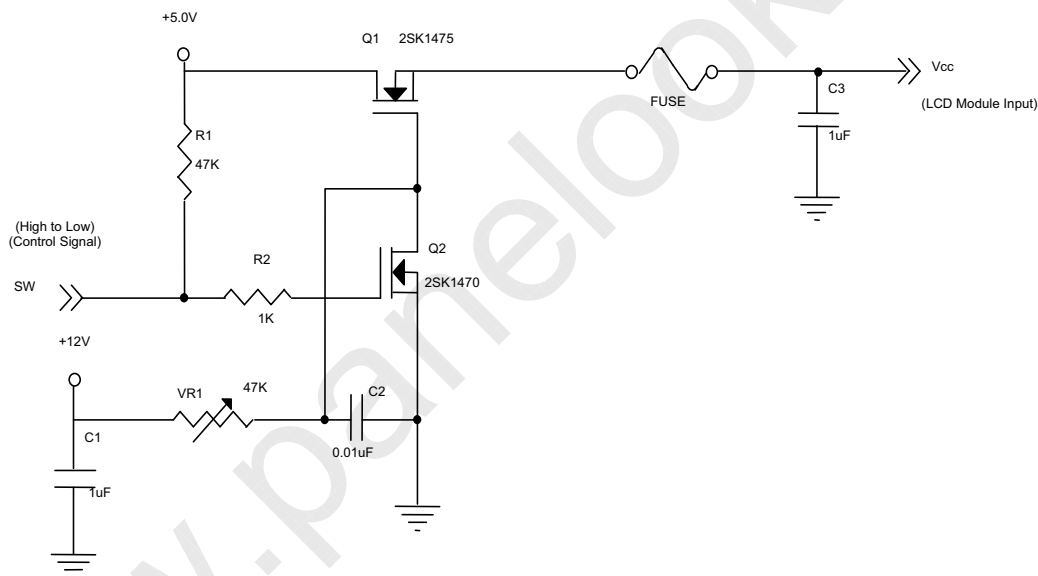 +5.0V
Q1 2SK1475
Vcc
FUSE
C3
(LCD Module Input)
1uF
R1
47K
(High to Low)
(Control Signal)
Q2
R2
SW
2SK1470
1K
+12V
VR1
47K
C2
C1
0.01uF
1uF
.panelook